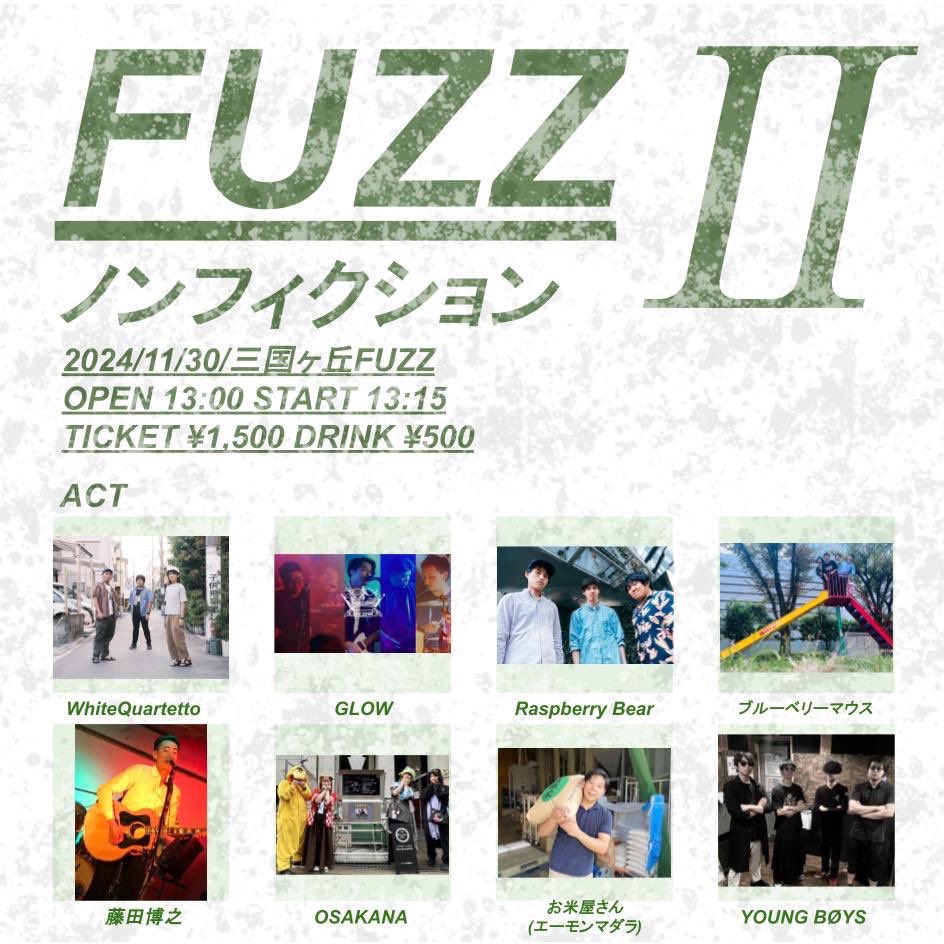 FUZZ II
ノンフィクション
2024/11/30/三国ヶ丘FUZZ
OPEN 13:00 START 13:15
TICKET ¥1,500 DRINK ¥500
ACT
WhiteQuartetto
GLOW
Raspberry Bear
ブルーベリーマウス
藤田博之
OSAKANA
お米屋さん
(エーモンマダラ)
YOUNG BØYS